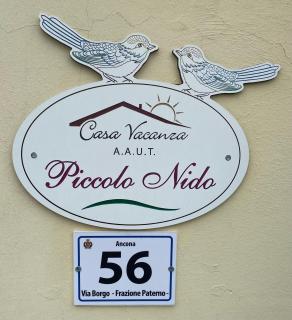 Casa Vacanza
A.A.U.T.
Piccolo Nido
Ancona
56
Via Borgo - Frazione Paterno -